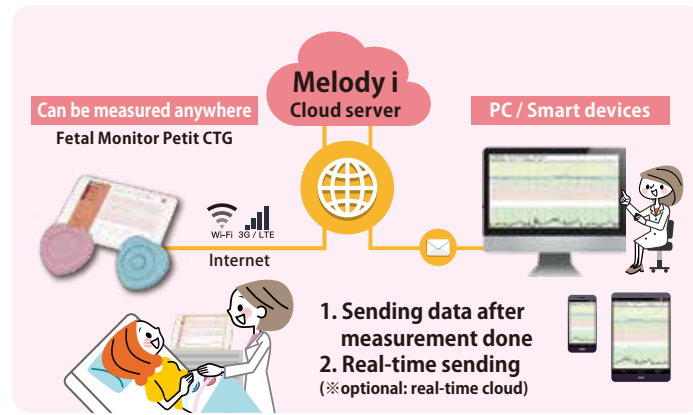 Melody i
Cloud server
Can be measured anywhere
Fetal Monitor Petit CTG
PC / Smart devices
Wi-Fi 3G / LTE
Internet
1. Sending data after
measurement done
2. Real-time sending
(※optional: real-time cloud)